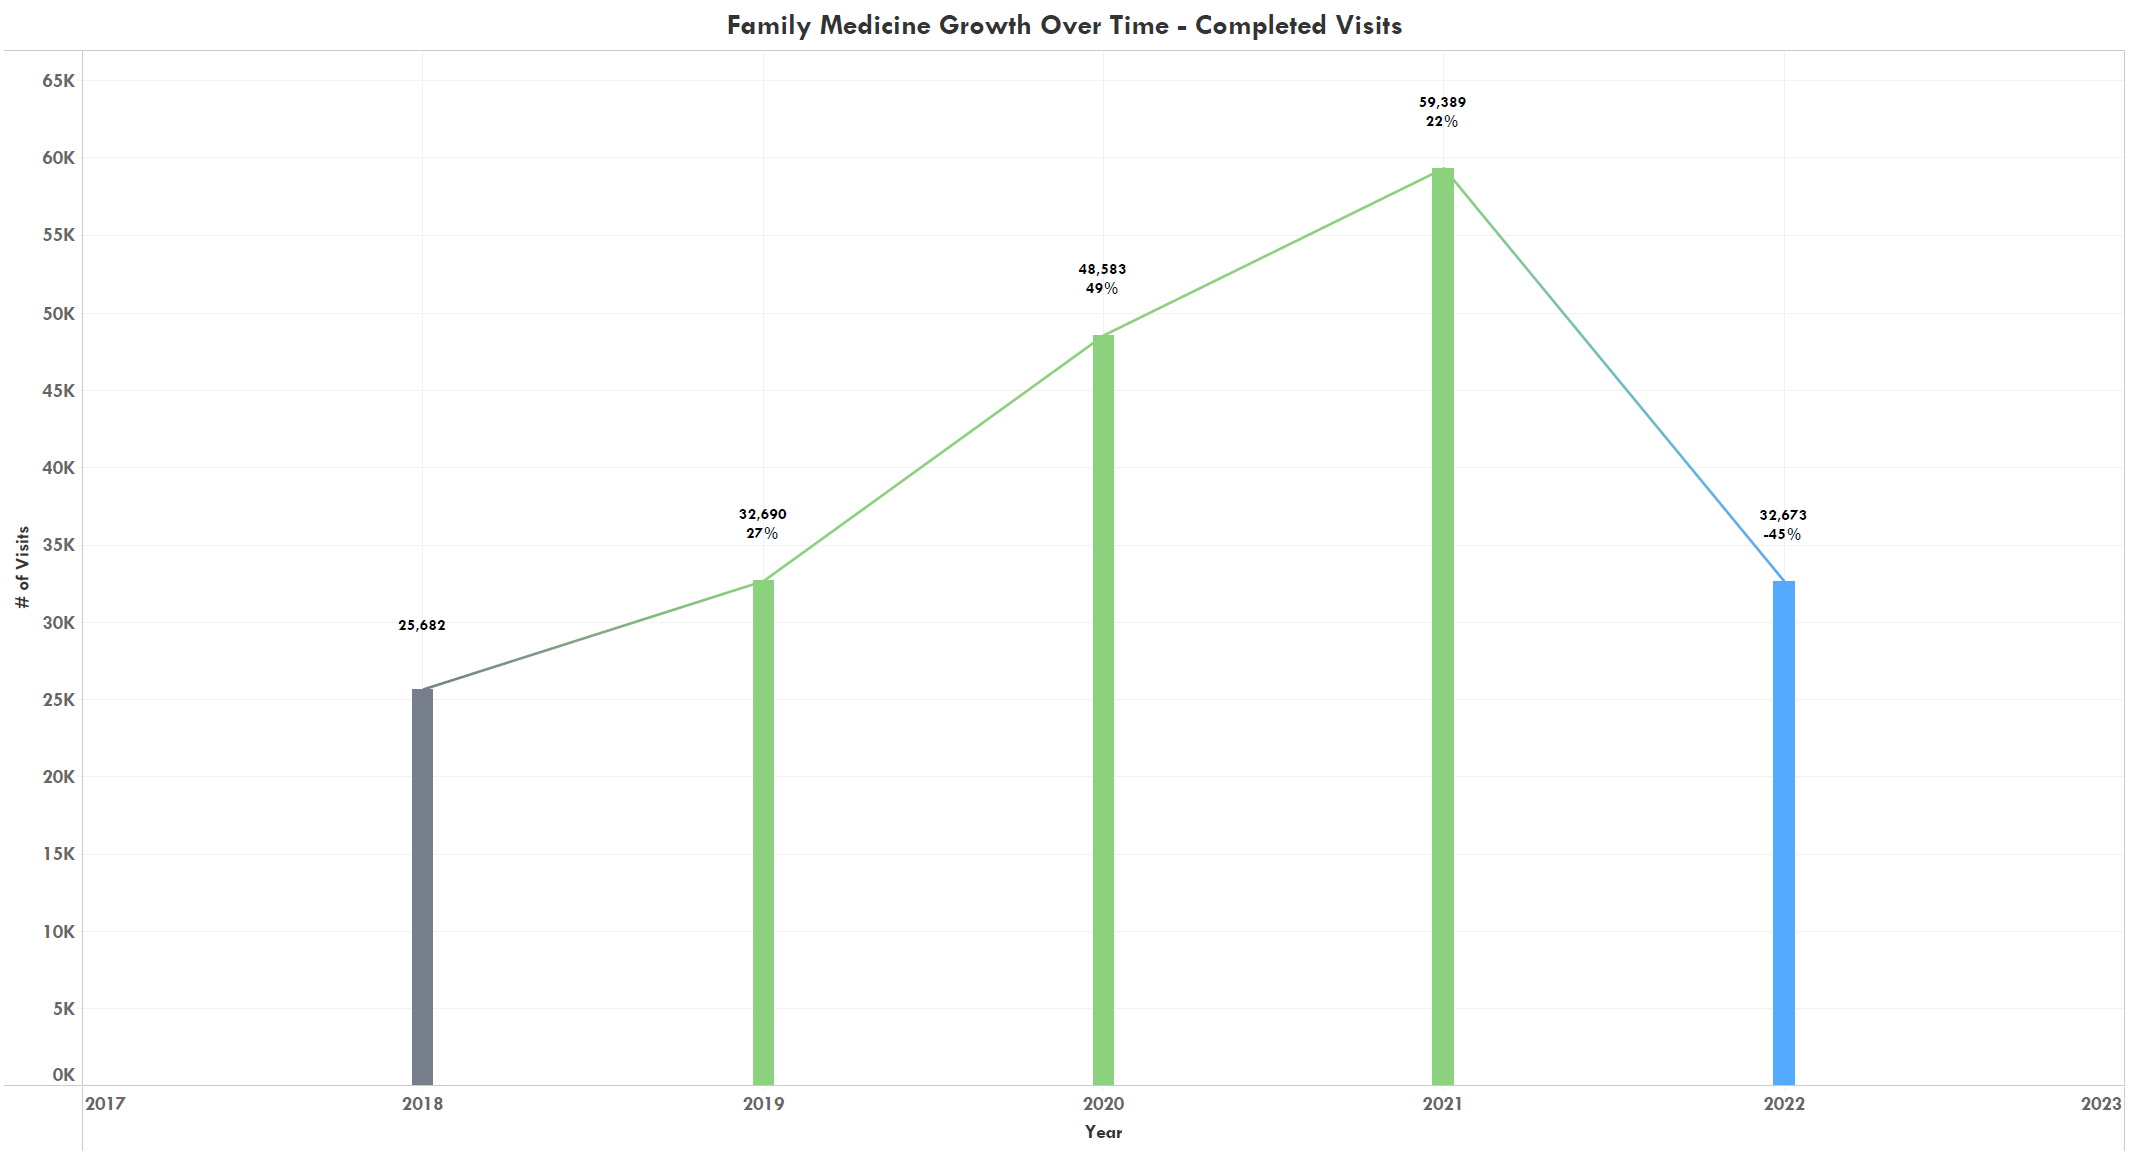 Family Medicine Growth Over Time - Completed Visits
65K
60K
55K
50K
45K
40K
35K
30K
25K
20K
15K
10K
5K
0K
# of Visits
25,682
32,690
27%
48,583
49%
59,389
22%
32,673
-45%
2017
2018
2019
2020
2021
2022
2023
Year